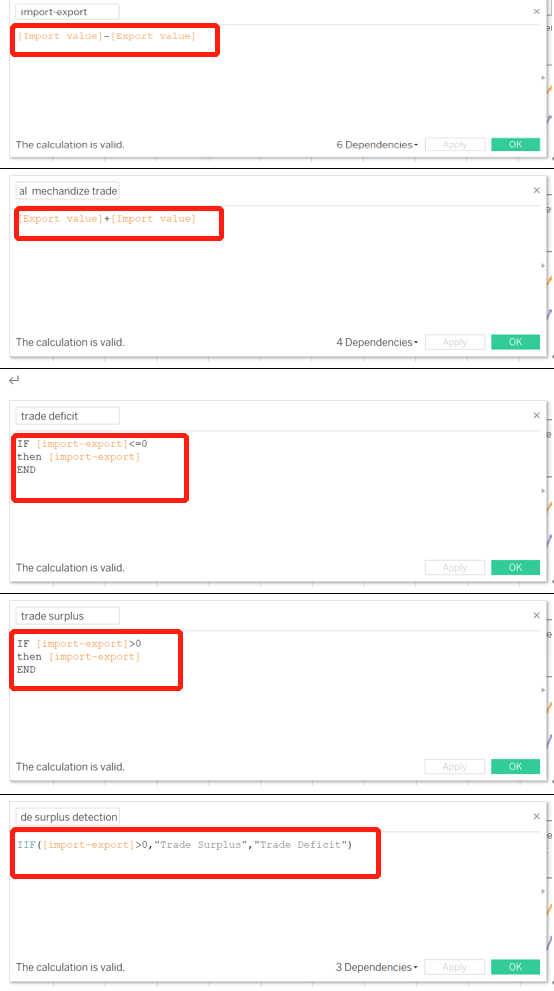 import-export
[Import value]-[Export value]
The calculation is valid.
6 Dependencies
Apply
OK
al mechandize trade
[Export value]+[Import value]
The calculation is valid.
4 Dependencies
Apply
OK
trade deficit
IF [import-export]<=0
then [import-export]
END
The calculation is valid.
Apply
OK
trade surplus
IF [import-export]>0
then [import-export]
END
The calculation is valid.
Apply
OK
de surplus detection
IIF([import-export]>0,"Trade Surplus","Trade Deficit")
The calculation is valid.
3 Dependencies
Apply
OK